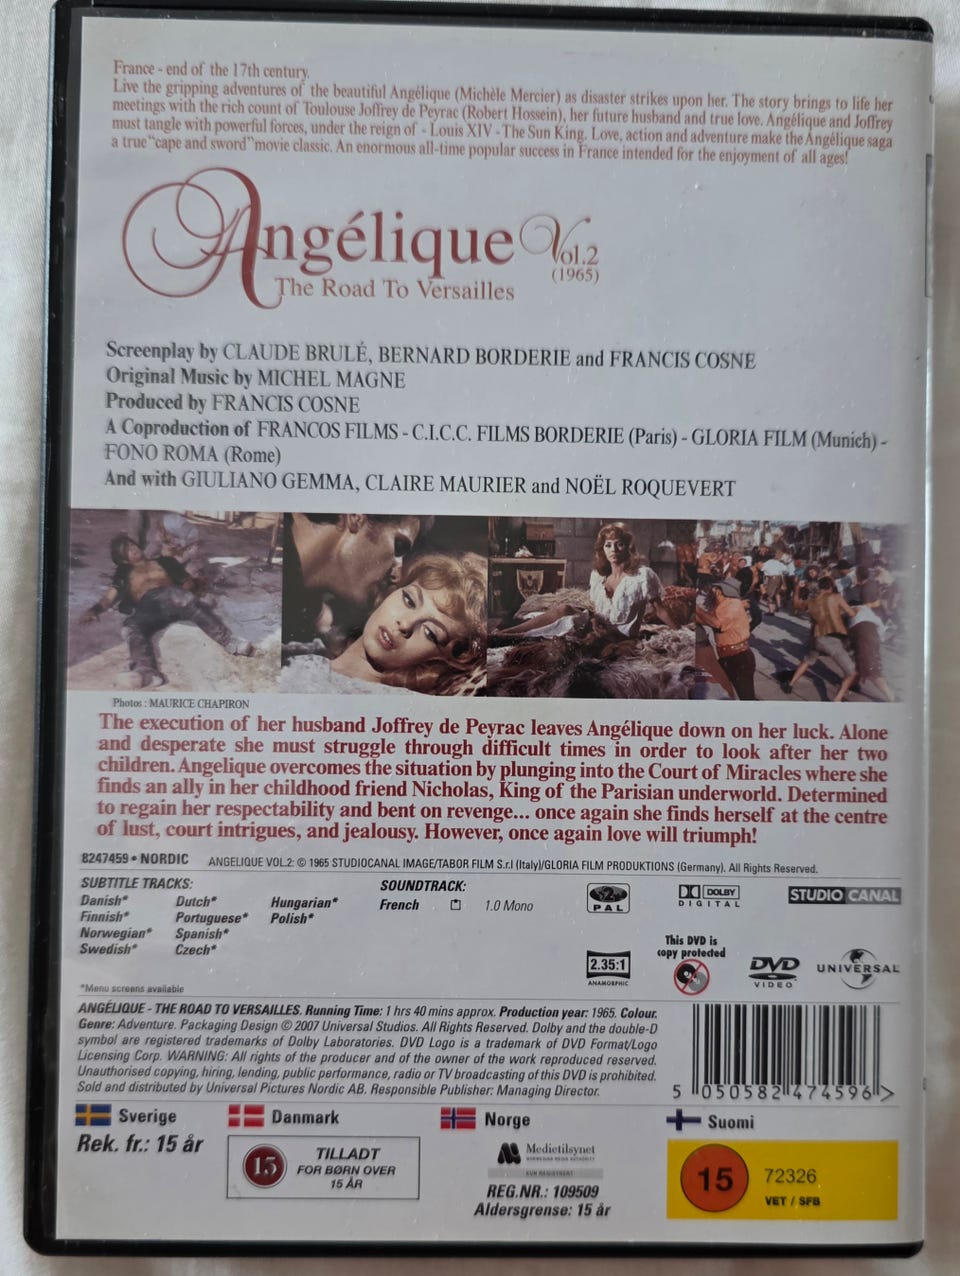 France - end of the 17th century.
Live the gripping adventures of the beautiful Angélique (Michèle Mercier) as disaster strikes upon her. The story brings to life her
meetings with the rich count of Toulouse Joffrey de Peyrac (Robert Hossein), her future husband and true love. Angélique and Joffrey
must tangle with powerful forces, under the reign of - Louis XIV - The Sun King. Love, action and adventure make the Angélique saga
a true "cape and sword" movie classic. An enormous all-time popular success in France intended for the enjoyment of all ages!
Angélique Vol.2
(1965)
The Road To Versailles
Screenplay by CLAUDE BRULÉ, BERNARD BORDERIE and FRANCIS COSNE
Original Music by MICHEL MAGNE
Produced by FRANCIS COSNE
A Coproduction of FRANCOS FILMS - C.I.C.C. FILMS BORDERIE (Paris) - GLORIA FILM (Munich) -
FONO ROMA (Rome)
And with GIULIANO GEMMA, CLAIRE MAURIER and NOËL ROQUEVERT
Photos : MAURICE CHAPIRON
The execution of her husband Joffrey de Peyrac leaves Angélique down on her luck. Alone
and desperate she must struggle through difficult times in order to look after her two
children. Angelique overcomes the situation by plunging into the Court of Miracles where she
finds an ally in her childhood friend Nicholas, King of the Parisian underworld. Determined
to regain her respectability and bent on revenge... once again she finds herself at the centre
of lust, court intrigues, and jealousy. However, once again love will triumph!
8247459 • NORDIC ANGELIQUE VOL.2: © 1965 STUDIOCANAL IMAGE/TABOR FILM S.r.l (Italy)/GLORIA FILM PRODUKTIONS (Germany). All Rights Reserved.
SUBTITLE TRACKS:
Danish* Dutch* Hungarian*
Finnish* Portuguese* Polish*
Norwegian* Spanish*
Swedish* Czech*
*Menu screens available
SOUNDTRACK:
French 1.0 Mono
2
PAL
DOLBY
DIGITAL
STUDIO CANAL
2.35:1
ANAMORPHIC
This DVD is
copy protected
DVD
VIDEO
UNIVERSAL
ANGÉLIQUE - THE ROAD TO VERSAILLES. Running Time: 1 hrs 40 mins approx. Production year: 1965. Colour.
Genre: Adventure. Packaging Design © 2007 Universal Studios. All Rights Reserved. Dolby and the double-D
symbol are registered trademarks of Dolby Laboratories. DVD Logo is a trademark of DVD Format/Logo
Licensing Corp. WARNING: All rights of the producer and of the owner of the work reproduced reserved.
Unauthorised copying, hiring, lending, public performance, radio or TV broadcasting of this DVD is prohibited.
Sold and distributed by Universal Pictures Nordic AB. Responsible Publisher: Managing Director.
5 050582 474596 >
Sverige
Rek. fr.: 15 år
Danmark
15
TILLADT
FOR BØRN OVER
15 ÅR
Norge
Medietilsynet
NORWEGIAN MEDIA AUTHORITY
KUN REGISTRERT
REG.NR.: 109509
Aldersgrense: 15 år
Suomi
15
72326
VET / SFB